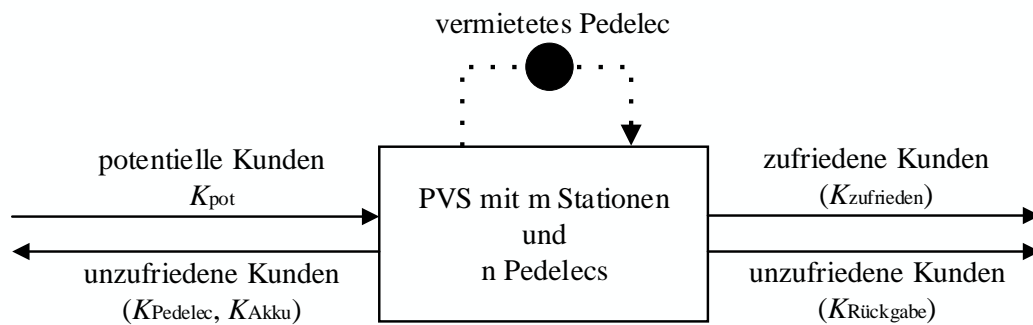 vermietetes Pedelec
potentielle Kunden
Kpot
unzufriedene Kunden
(KPedelec, KAkku)
PVS mit m Stationen
und
n Pedelecs
zufriedene Kunden
(Kzufrieden)
unzufriedene Kunden
(KRückgabe)